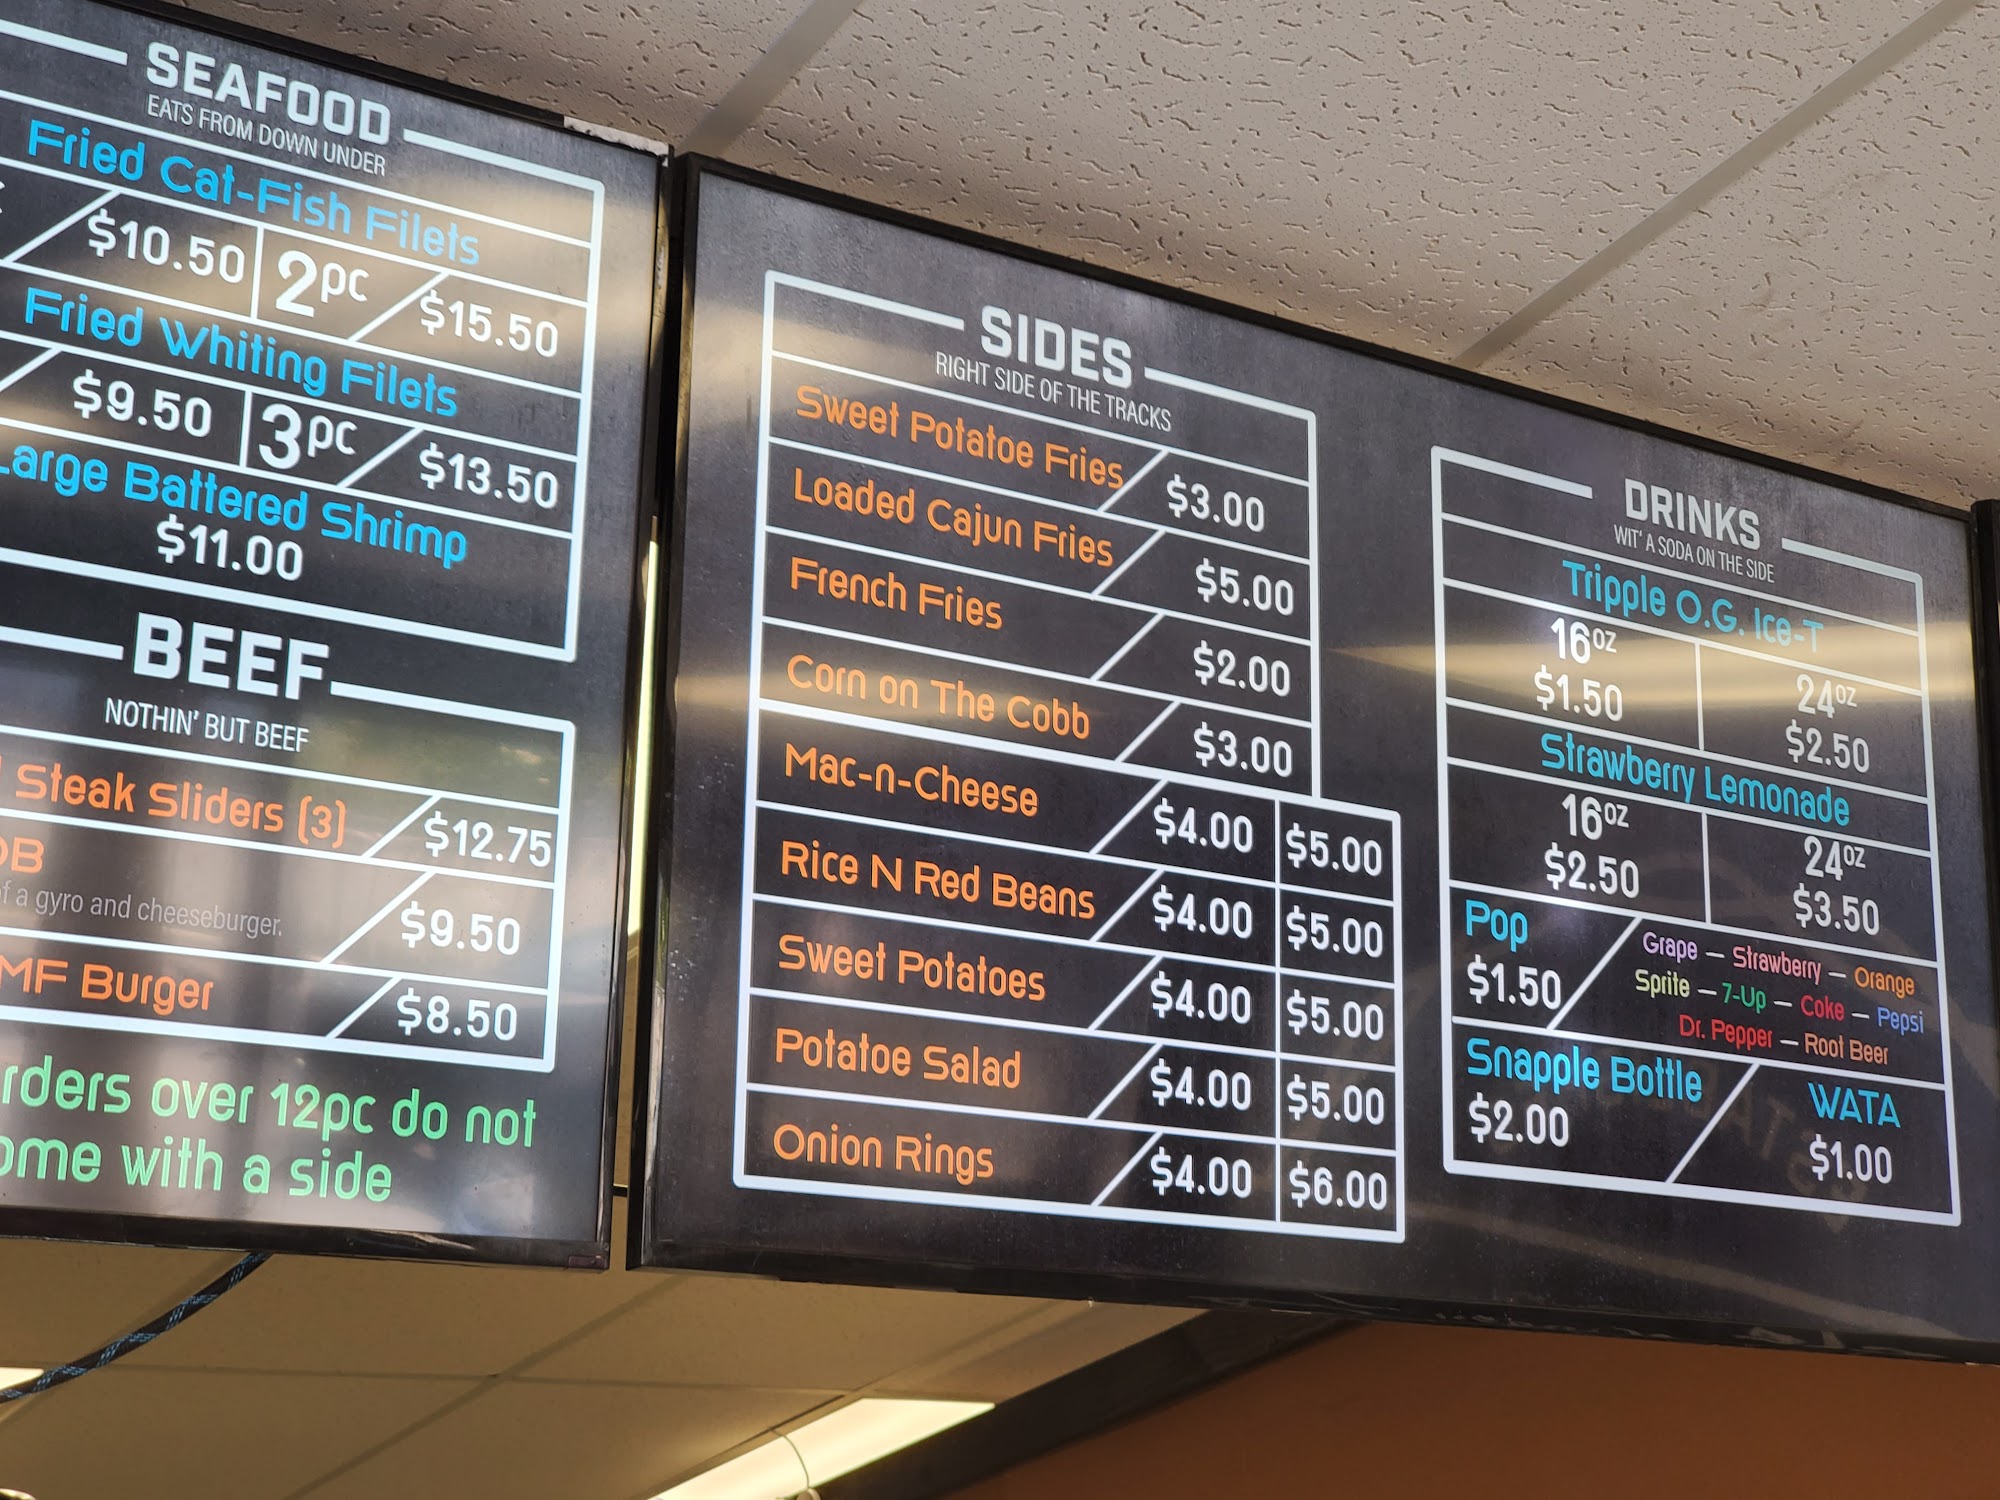 SEAFOOD
EATS FROM DOWN UNDER
Fried Cat-Fish Filets
$10.50 2pc $15.50
Fried Whiting Filets
$9.50 3pc $13.50
Large Battered Shrimp
$11.00
BEEF
NOTHIN' BUT BEEF
Steak Sliders (3) $12.75
of a gyro and cheeseburger.
$9.50
MF Burger $8.50
rders over 12pc do not
ome with a side
SIDES
RIGHT SIDE OF THE TRACKS
Sweet Potatoe Fries $3.00
Loaded Cajun Fries $5.00
French Fries $2.00
Corn on The Cobb $3.00
Mac-n-Cheese $4.00 $5.00
Rice N Red Beans $4.00 $5.00
Sweet Potatoes $4.00 $5.00
Potatoe Salad $4.00 $5.00
Onion Rings $4.00 $6.00
DRINKS
WIT' A SODA ON THE SIDE
Tripple O.G. Ice-T
16oz 24oz
$1.50 $2.50
Strawberry Lemonade
16oz 24oz
$2.50 $3.50
Pop
$1.50
Grape – Strawberry – Orange
Sprite – 7-Up – Coke – Pepsi
Dr. Pepper – Root Beer
Snapple Bottle
$2.00
WATA
$1.00